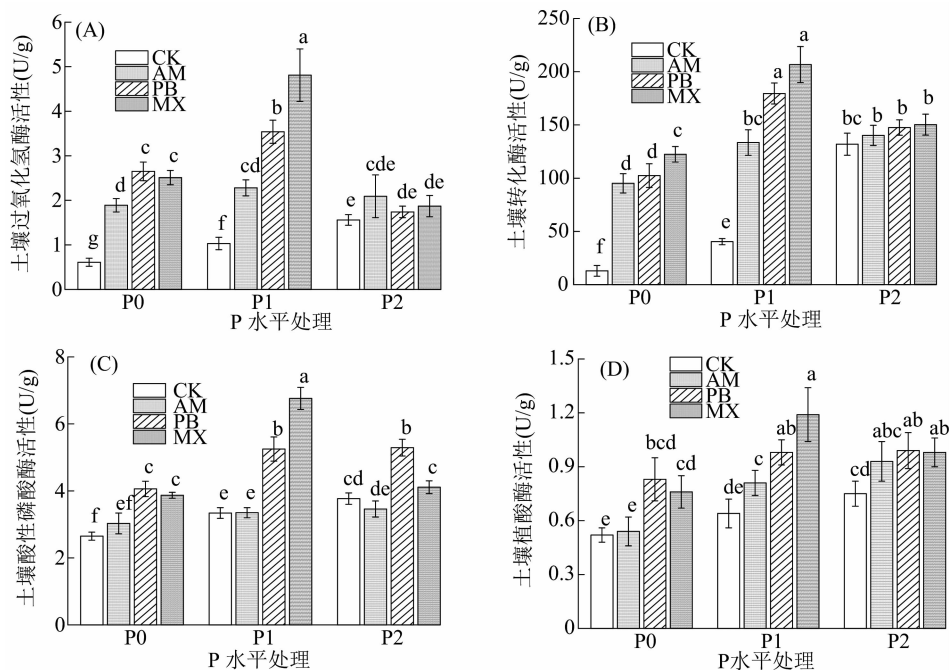 (A)
土壤过氧化氢酶活性(U/g)
6
5
4
3
2
1
0
CK
AM
PB
MX
g d c c
f cd b a
e cde de de
P0 P1 P2
P 水平处理
(B)
土壤转化酶活性(U/g)
250
200
150
100
50
0
CK
AM
PB
MX
f d d c
e bc a a
bc b b b
P0 P1 P2
P 水平处理
(C)
土壤酸性磷酸酶活性(U/g)
8
6
4
2
0
CK
AM
PB
MX
f ef c c
e e b a
cd de b c
P0 P1 P2
P 水平处理
(D)
土壤植酸酶活性(U/g)
1.5
1.2
0.9
0.6
0.3
0
CK
AM
PB
MX
e e bcd cd
de c ab a
cd abc ab ab
P0 P1 P2
P水平处理